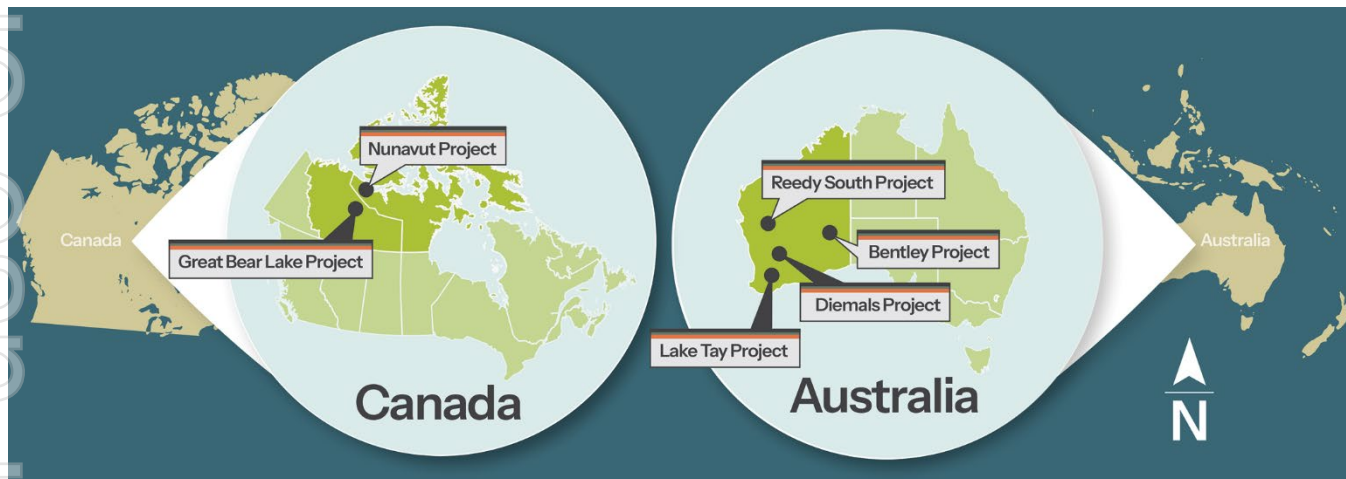 Nunavut Project
Great Bear Lake Project
Canada
Canada
Reedy South Project
Bentley Project
Diemals Project
Lake Tay Project
Australia
Australia
N